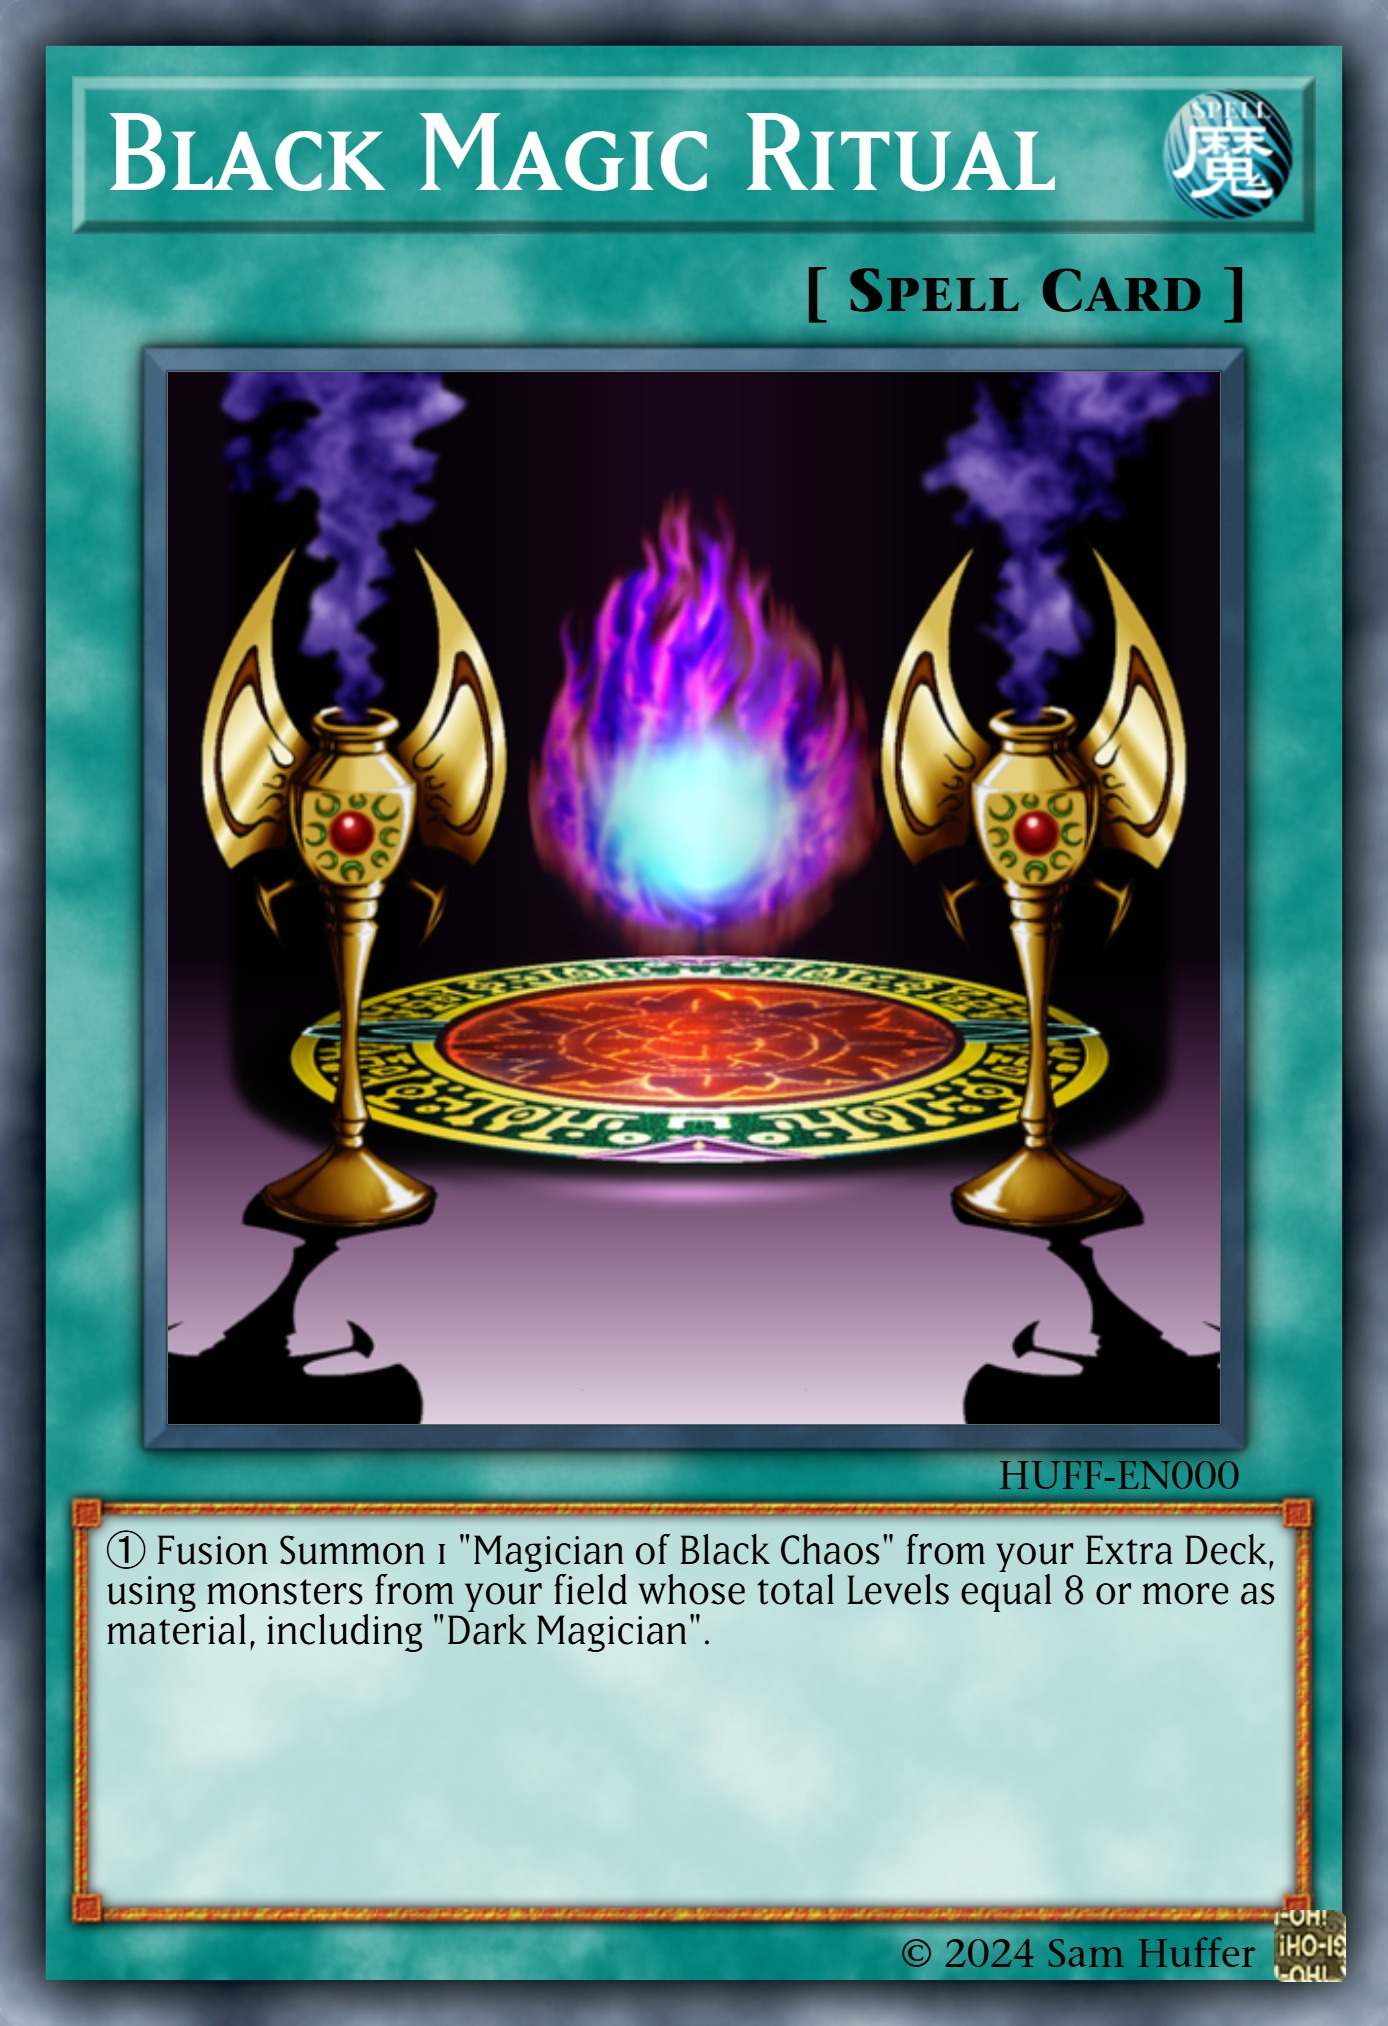 Black Magic Ritual
SPELL
魔
[ Spell Card ]
HUFF-EN000
① Fusion Summon 1 "Magician of Black Chaos" from your Extra Deck,
using monsters from your field whose total Levels equal 8 or more as
material, including "Dark Magician".
© 2024 Sam Huffer